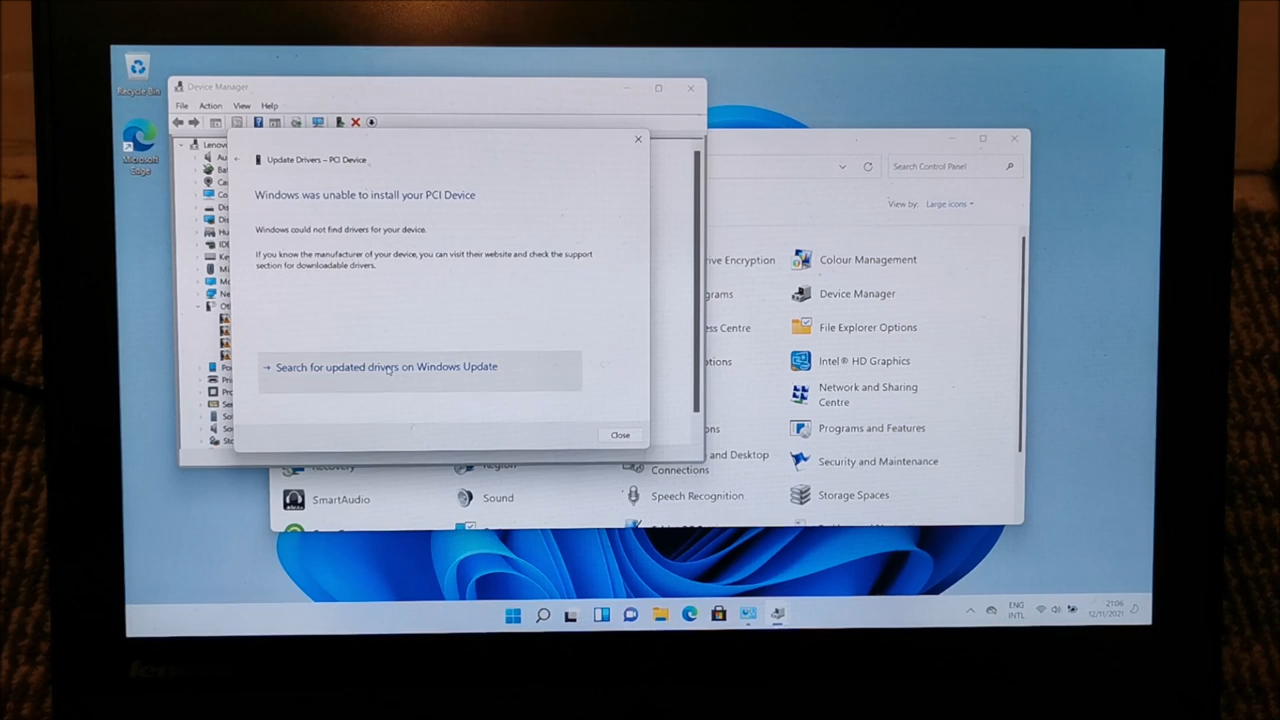 Recycle Bin
Microsoft
Edge
Device Manager
File Action View Help
Lenovo
Update Drivers – PCI Device
Windows was unable to install your PCI Device
Windows could not find drivers for your device.
If you know the manufacturer of your device, you can visit their website and check the support
section for downloadable drivers.
Search for updated drivers on Windows Update
Close
Search Control Panel
View by: Large icons
ive Encryption
Colour Management
grams
Device Manager
ess Centre
File Explorer Options
tions
Intel® HD Graphics
Network and Sharing
Centre
ons
Programs and Features
and Desktop
Connections
Security and Maintenance
Recovery
Region
SmartAudio
Sound
Speech Recognition
Storage Spaces
ENG
INTL
21:06
12/11/2021
lenovo